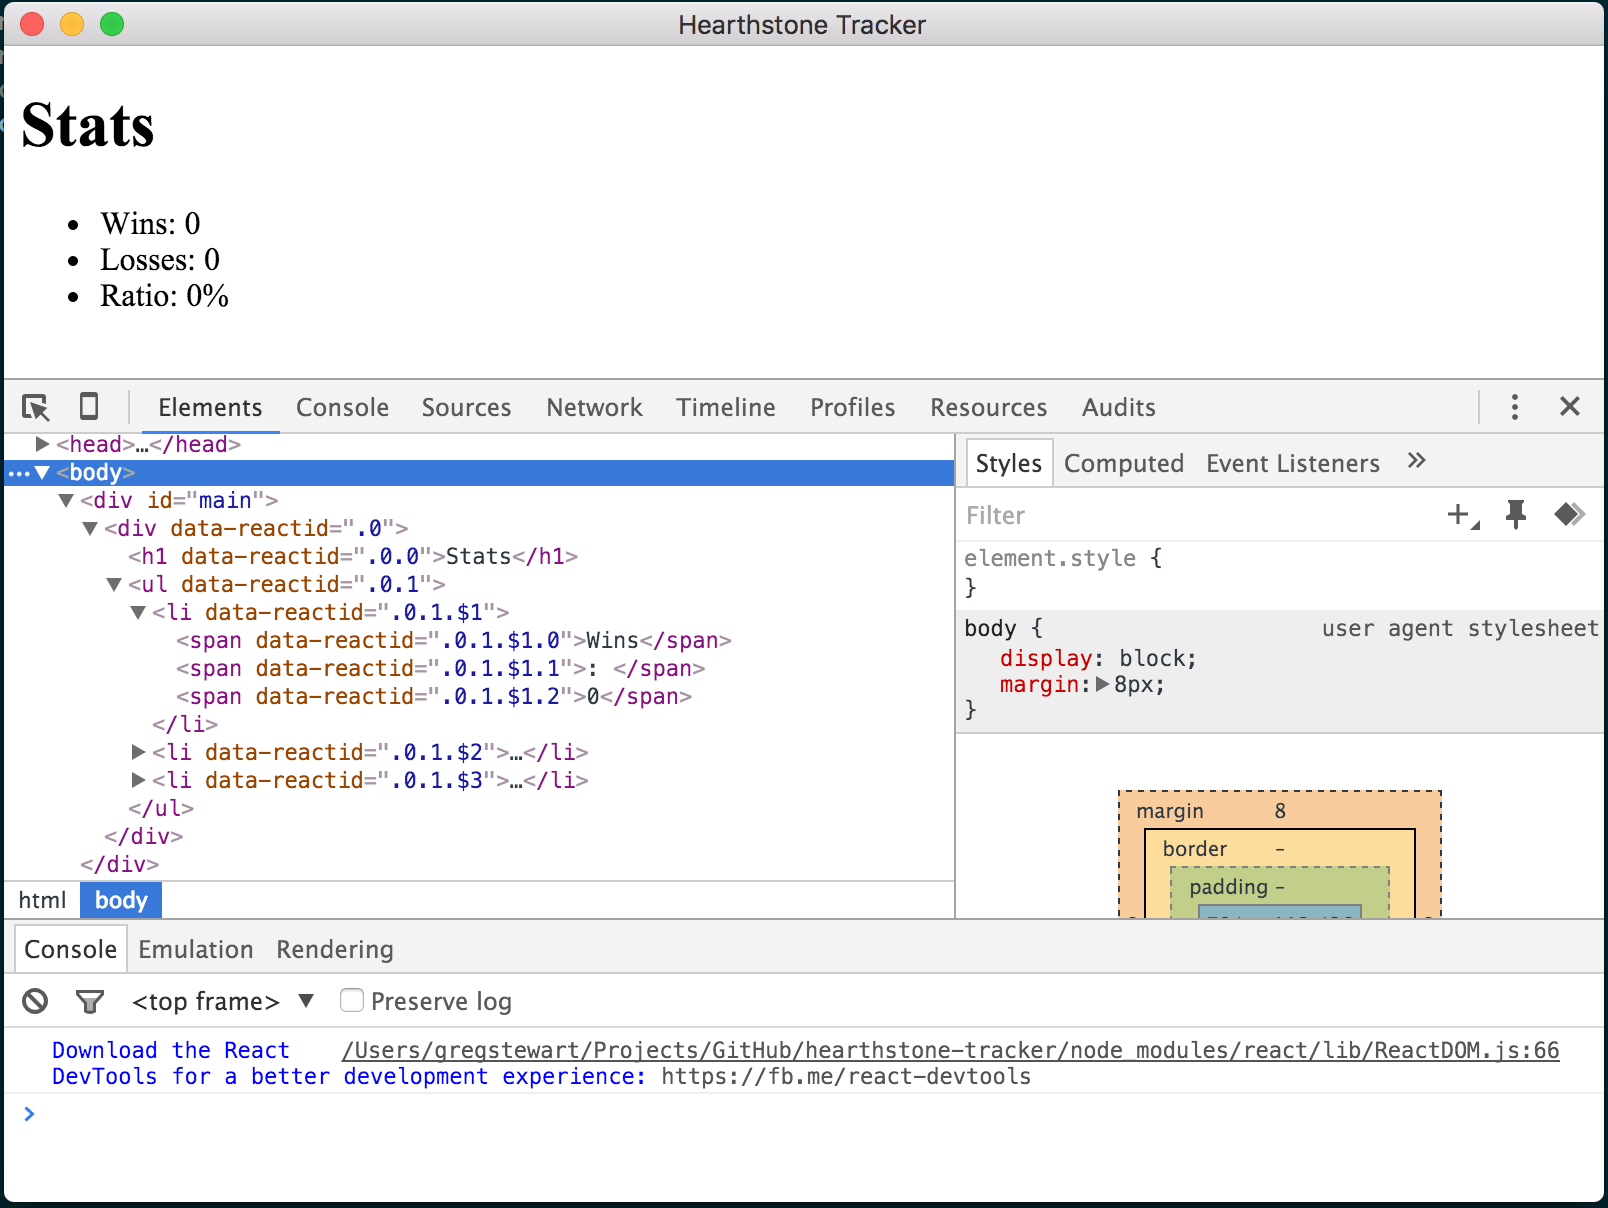 Hearthstone Tracker
Stats
• Wins: 0
• Losses: 0
• Ratio: 0%
Elements Console Sources Network Timeline Profiles Resources Audits
<head>…</head>
<body>
<div id="main">
<div data-reactid=".0">
<h1 data-reactid=".0.0">Stats</h1>
<ul data-reactid=".0.1">
<li data-reactid=".0.1.$1">
<span data-reactid=".0.1.$1.0">Wins</span>
<span data-reactid=".0.1.$1.1">: </span>
<span data-reactid=".0.1.$1.2">0</span>
</li>
<li data-reactid=".0.1.$2">…</li>
<li data-reactid=".0.1.$3">…</li>
</ul>
</div>
</div>
html body
Styles Computed Event Listeners »
Filter
element.style {
}
body { user agent stylesheet
display: block;
margin: 8px;
}
margin 8
border -
padding -
Console Emulation Rendering
<top frame> Preserve log
Download the React /Users/gregstewart/Projects/GitHub/hearthstone-tracker/node_modules/react/lib/ReactDOM.js:66
DevTools for a better development experience: https://fb.me/react-devtools
>